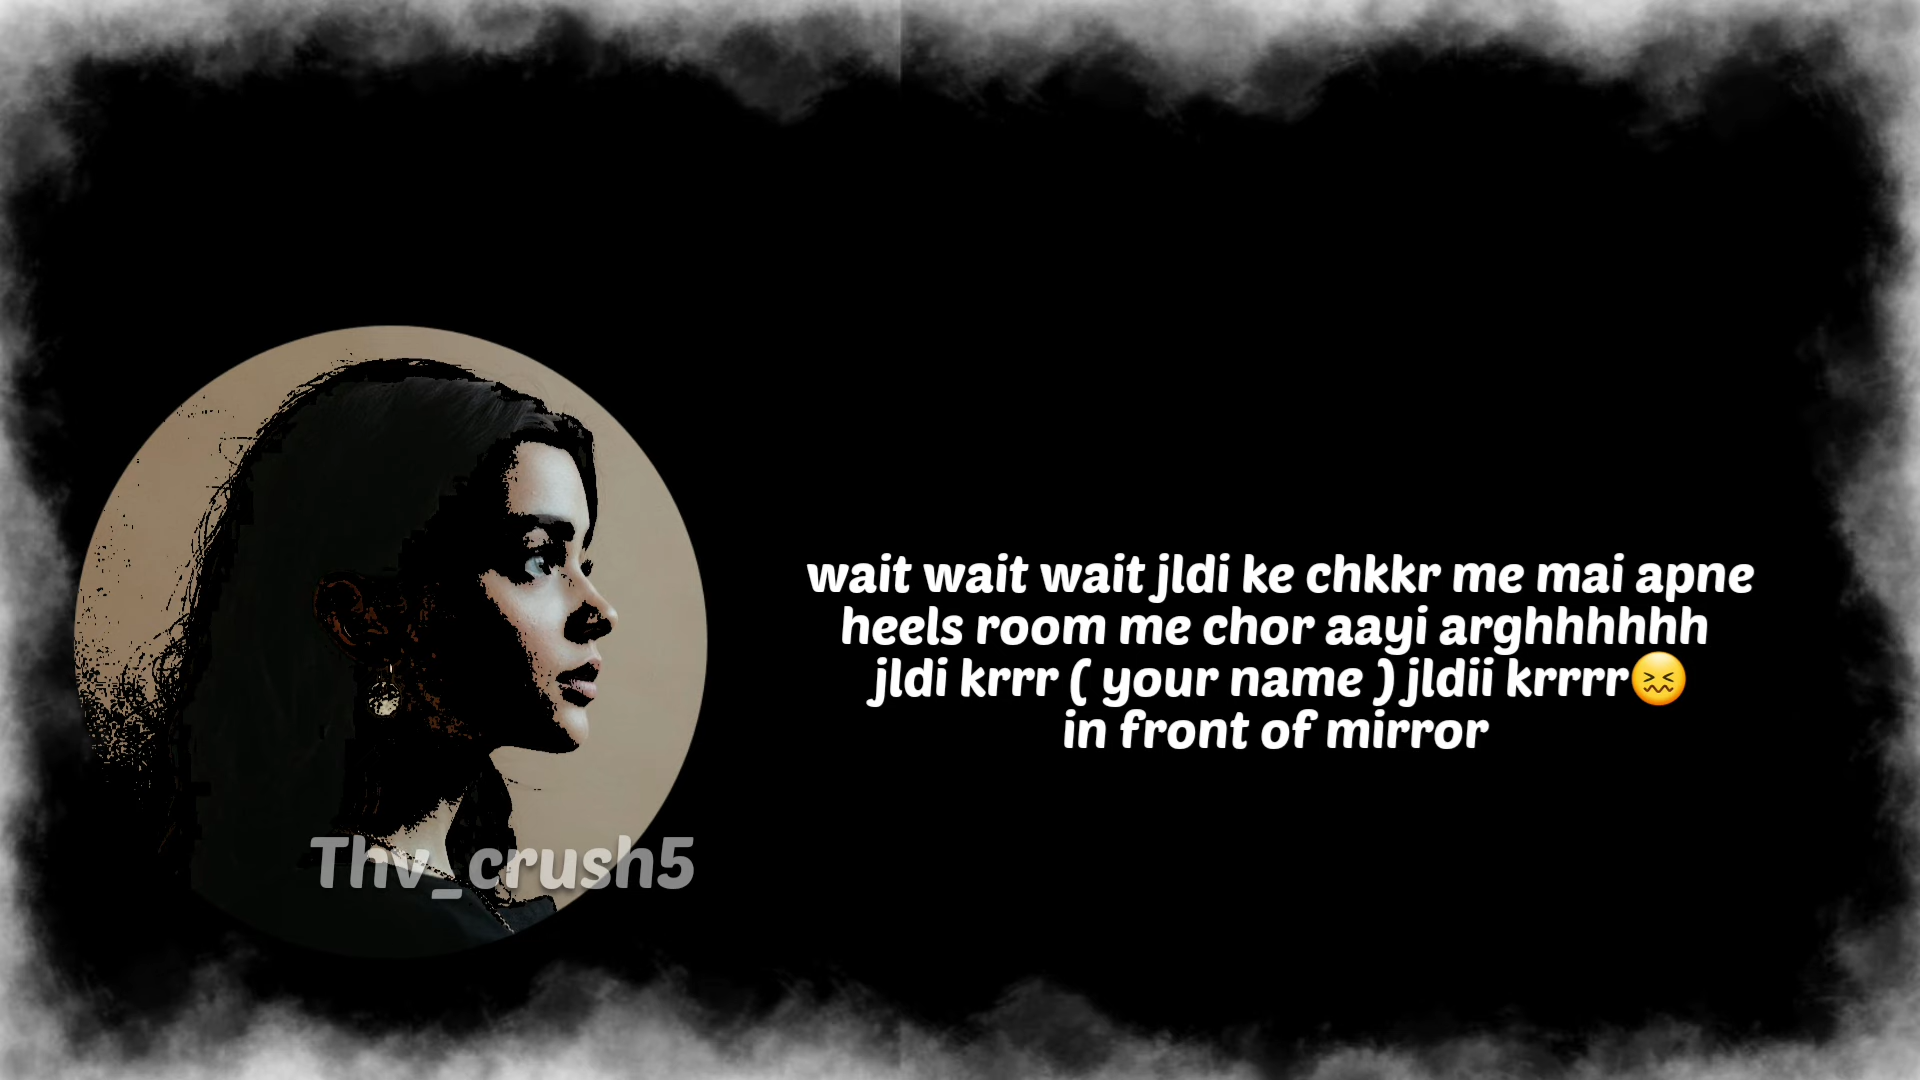 wait wait wait jldi ke chkkr me mai apne
heels room me chor aayi arghhhhhh
jldi krrr ( your name ) jldii krrrr😖
in front of mirror
Thv_crush5